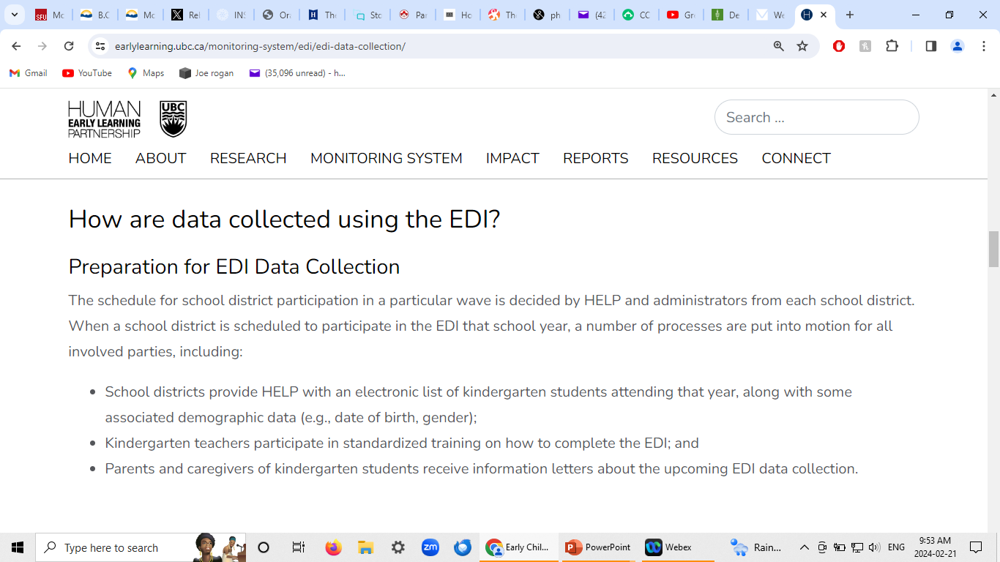 Mc
B.C
Mc
Rel
INS
Ora
The
Stc
Par
Ho
The
ph
(42
CC
Gre
De
We
earlylearning.ubc.ca/monitoring-system/edi/edi-data-collection/
Gmail YouTube Maps Joe rogan (35,096 unread) - h...
HUMAN
EARLY LEARNING
PARTNERSHIP
UBC
Search ...
HOME ABOUT RESEARCH MONITORING SYSTEM IMPACT REPORTS RESOURCES CONNECT
How are data collected using the EDI?
Preparation for EDI Data Collection
The schedule for school district participation in a particular wave is decided by HELP and administrators from each school district.
When a school district is scheduled to participate in the EDI that school year, a number of processes are put into motion for all
involved parties, including:
• School districts provide HELP with an electronic list of kindergarten students attending that year, along with some
associated demographic data (e.g., date of birth, gender);
• Kindergarten teachers participate in standardized training on how to complete the EDI; and
• Parents and caregivers of kindergarten students receive information letters about the upcoming EDI data collection.
Type here to search
zm
Early Chil...
PowerPoint
Webex
Rain...
ENG
9:53 AM
2024-02-21